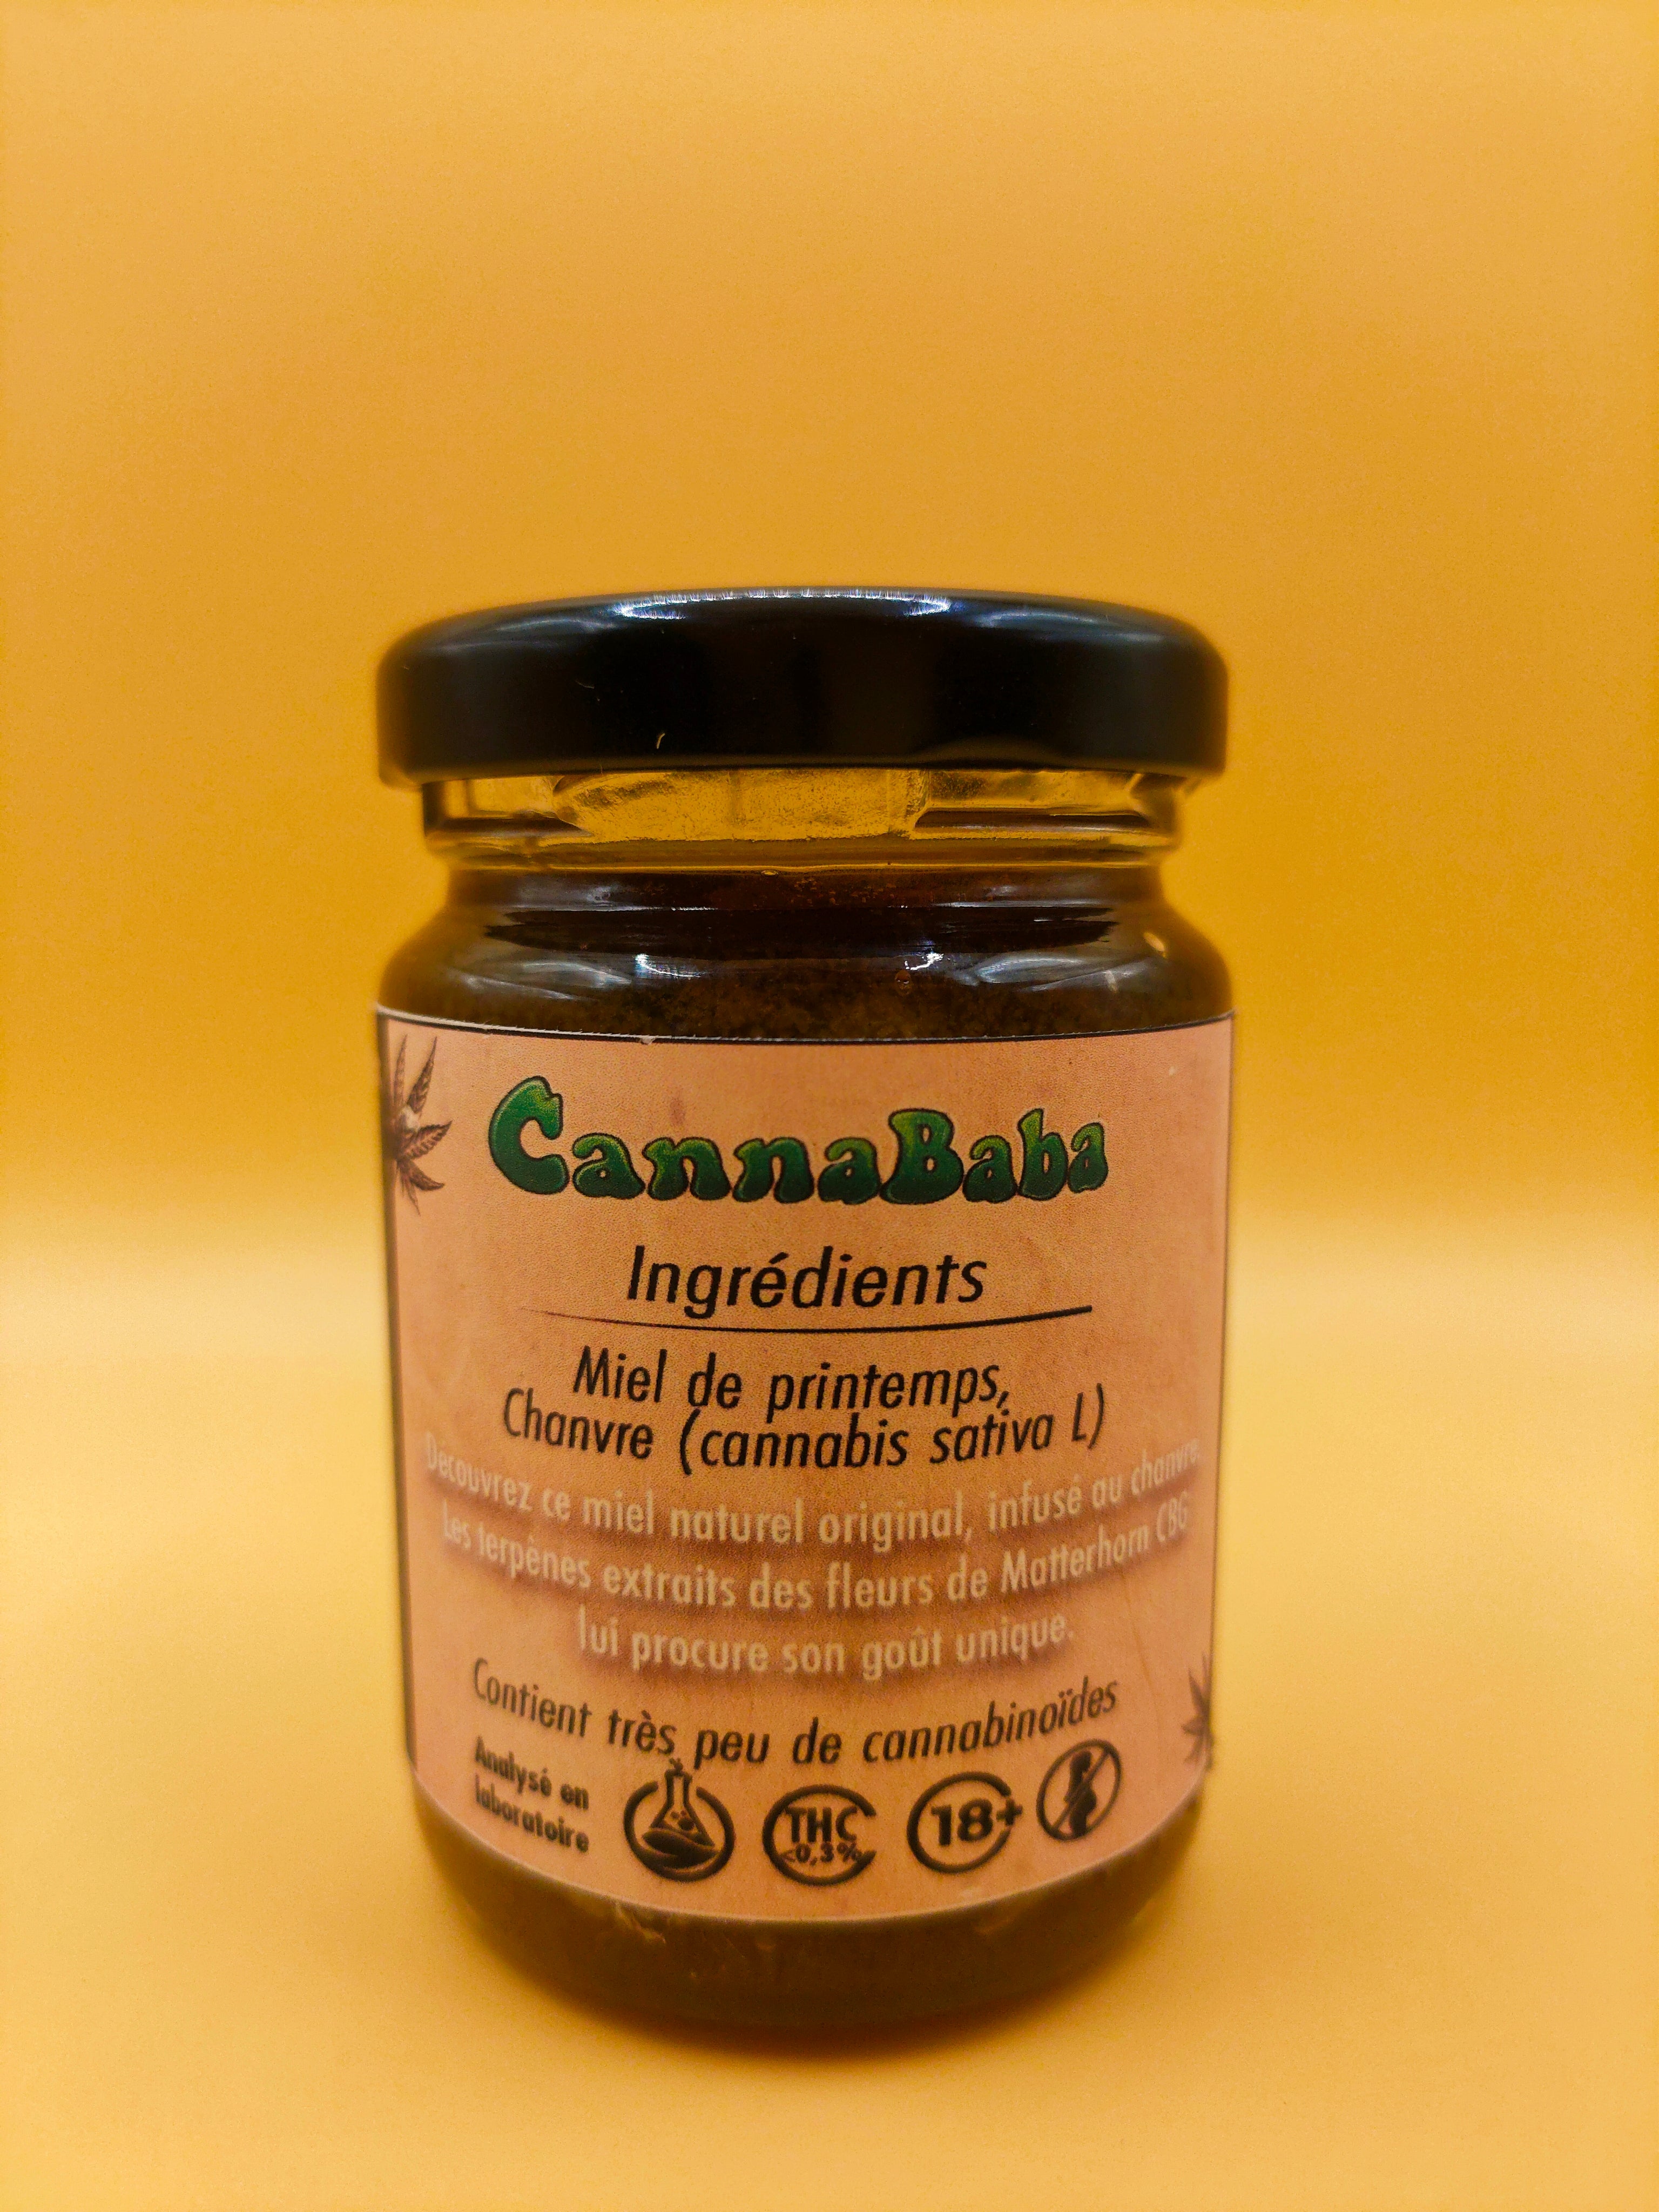 CannaBaba
Ingrédients
Miel de printemps,
Chanvre (cannabis sativa L)
Découvrez ce miel naturel original, infusé au chanvre.
Les terpènes extraits des fleurs de Matterhorn CBG
lui procure son goût unique.
Contient très peu de cannabinoïdes
Analysé en
laboratoire
THC
<0,3%
18+